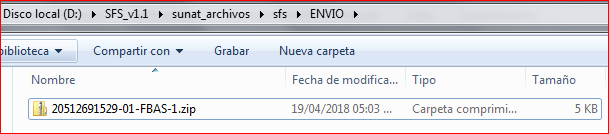 Disco local (D:) ▸ SFS_v1.1 ▸ sunat_archivos ▸ sfs ▸ ENVIO ▸
biblioteca ▾ Compartir con ▾ Grabar Nueva carpeta
Nombre Fecha de modifica... Tipo Tamaño
20512691529-01-FBAS-1.zip 19/04/2018 05:03 ... Carpeta comprimi... 5 KB